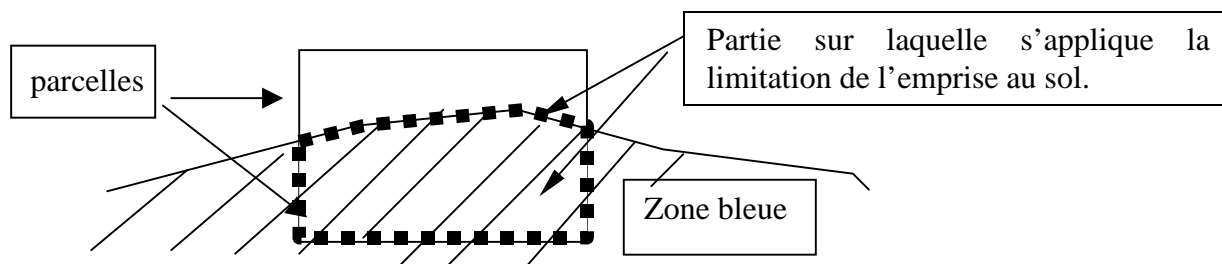 parcelles
Partie sur laquelle s’applique la
limitation de l’emprise au sol.
Zone bleue